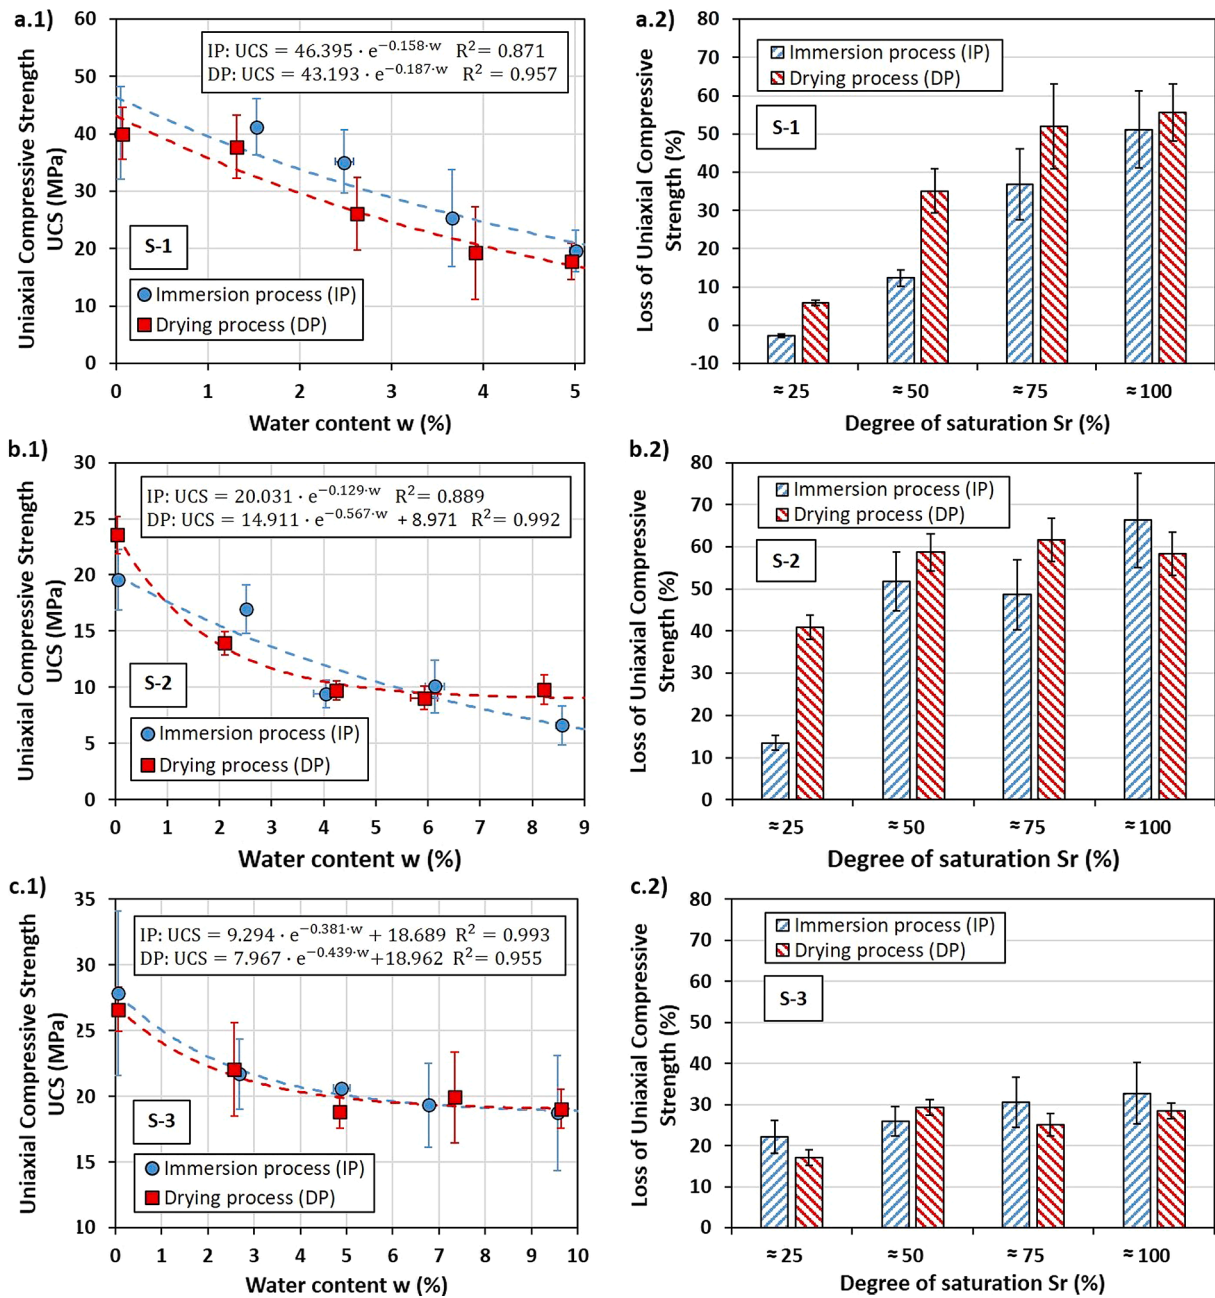 a.1)
Uniaxial Compressive Strength
UCS (MPa)
60
50
40
30
20
10
0
IP: UCS = 46.395 · e^−0.158·w R² = 0.871
DP: UCS = 43.193 · e^−0.187·w R² = 0.957
S-1
Immersion process (IP)
Drying process (DP)
0 1 2 3 4 5
Water content w (%)
a.2)
Loss of Uniaxial Compressive
Strength (%)
80
70
60
50
40
30
20
10
0
-10
Immersion process (IP)
Drying process (DP)
S-1
≈25 ≈50 ≈75 ≈100
Degree of saturation Sr (%)
b.1)
Uniaxial Compressive Strength
UCS (MPa)
30
25
20
15
10
5
0
IP: UCS = 20.031 · e^−0.129·w R² = 0.889
DP: UCS = 14.911 · e^−0.567·w + 8.971 R² = 0.992
S-2
Immersion process (IP)
Drying process (DP)
0 1 2 3 4 5 6 7 8 9
Water content w (%)
b.2)
Loss of Uniaxial Compressive
Strength (%)
80
70
60
50
40
30
20
10
0
Immersion process (IP)
Drying process (DP)
S-2
≈25 ≈50 ≈75 ≈100
Degree of saturation Sr (%)
c.1)
Uniaxial Compressive Strength
UCS (MPa)
35
30
25
20
15
10
IP: UCS = 9.294 · e^−0.381·w + 18.689 R² = 0.993
DP: UCS = 7.967 · e^−0.439·w+18.962 R² = 0.955
S-3
Immersion process (IP)
Drying process (DP)
0 1 2 3 4 5 6 7 8 9 10
Water content w (%)
c.2)
Loss of Uniaxial Compressive
Strength (%)
80
70
60
50
40
30
20
10
0
Immersion process (IP)
Drying process (DP)
S-3
≈25 ≈50 ≈75 ≈100
Degree of saturation Sr (%)